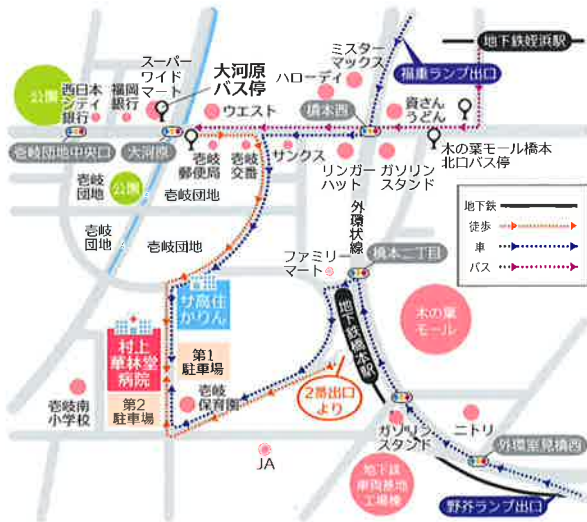 地下鉄姪浜駅
スーパー
ワイド
マート
大河原
バス停
ハローディ
ミスター
マックス
福重ランプ出口
公園
西日本
シティ
銀行
福岡
銀行
ウエスト
橋本西
資さん
うどん
壱岐団地中央口
大河原
壱岐
郵便局
壱岐
交番
サンクス
リンガー
ハット
ガソリン
スタンド
木の葉モール橋本
北口バス停
公園
壱岐
団地
壱岐団地
外環状線
地下鉄
徒歩
車
バス
壱岐
団地
壱岐団地
ファミリー
マート
橋本二丁目
サ高住
かりん
地下鉄橋本駅
木の葉
モール
村上
華林堂
病院
第1
駐車場
2番出口
より
壱岐南
小学校
第2
駐車場
壱岐
保育園
ガソリン
スタンド
ニトリ
外環室見橋西
JA
地下鉄
車両基地
工場棟
野芥ランプ出口